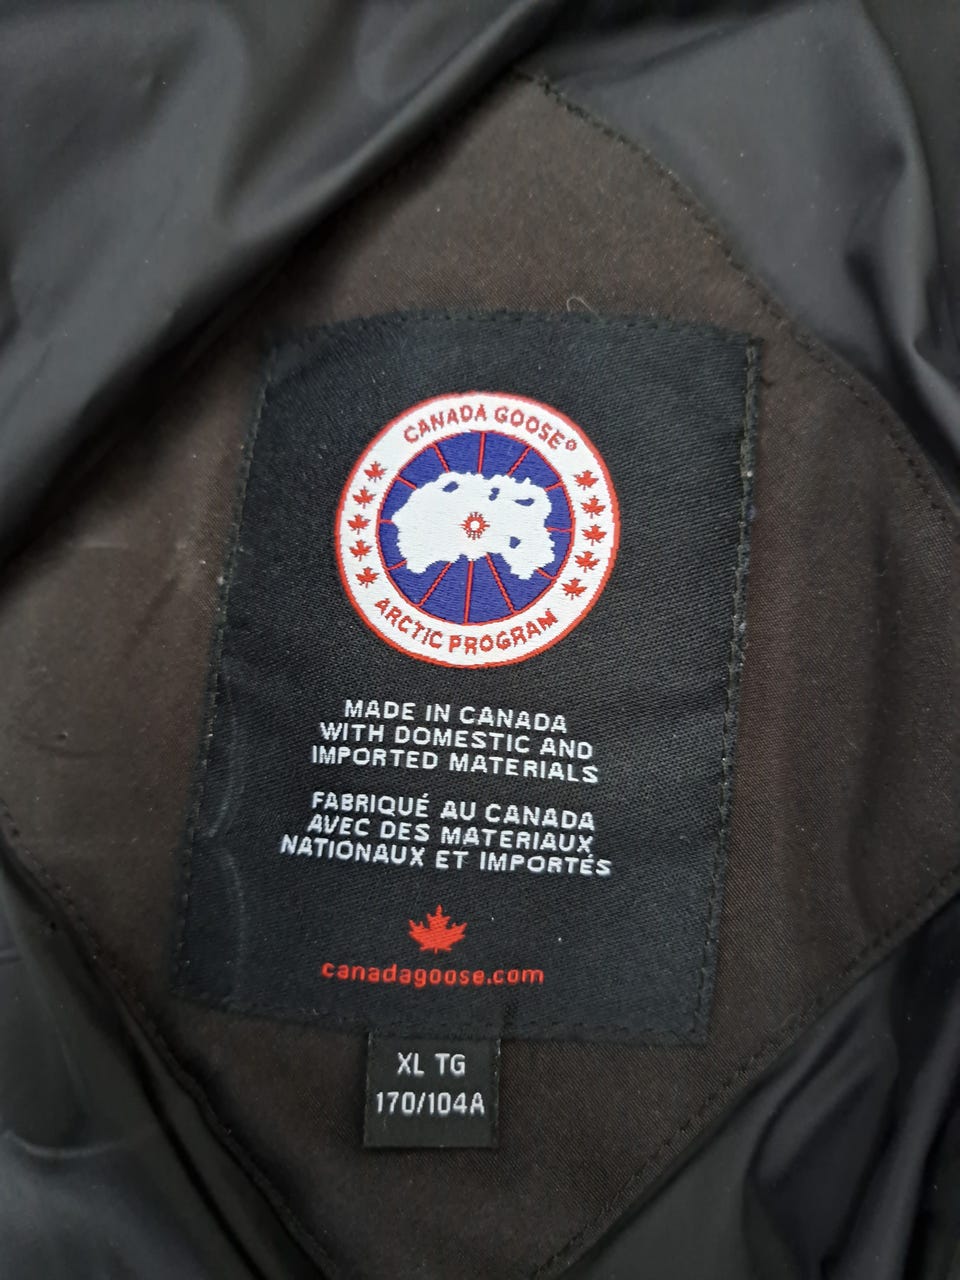 CANADA GOOSE®
ARCTIC PROGRAM
MADE IN CANADA
WITH DOMESTIC AND
IMPORTED MATERIALS
FABRIQUÉ AU CANADA
AVEC DES MATERIAUX
NATIONAUX ET IMPORTÉS
canadagoose.com
XL TG
170/104A